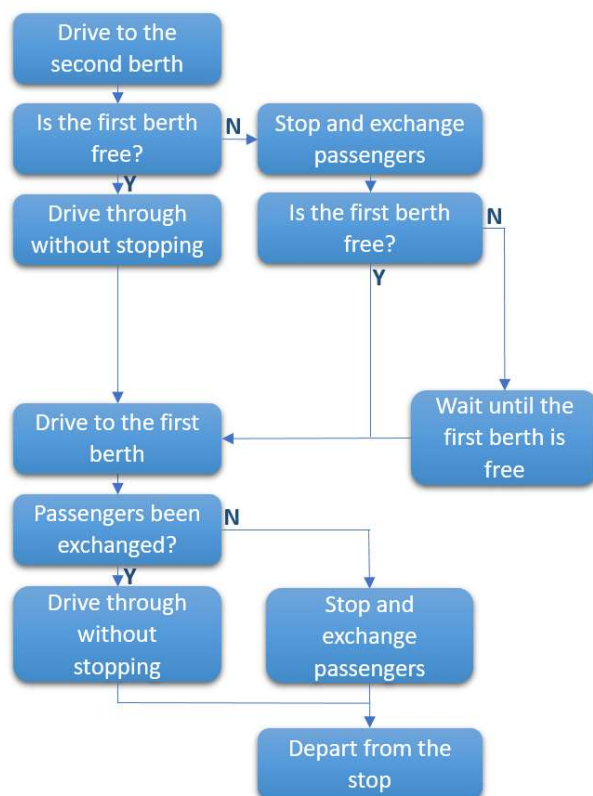 Drive to the
second berth
Is the first berth
free?
N
Stop and exchange
passengers
Y
Drive through
without stopping
Is the first berth
free?
N
Y
Drive to the first
berth
Wait until the
first berth is
free
Passengers been
exchanged?
N
Y
Drive through
without
stopping
Stop and
exchange
passengers
Depart from the
stop